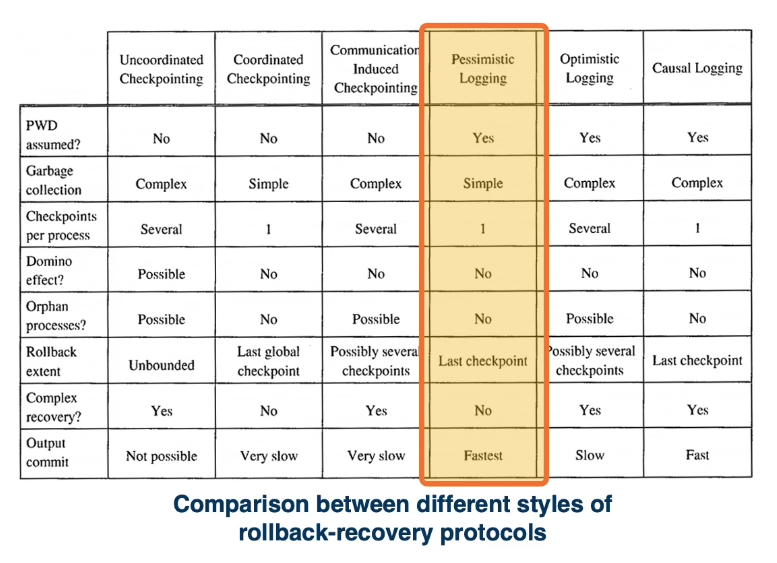 Uncoordinated Checkpointing | Coordinated Checkpointing | Communication Induced Checkpointing | Pessimistic Logging | Optimistic Logging | Causal Logging
PWD assumed? | No | No | No | Yes | Yes | Yes
Garbage collection | Complex | Simple | Complex | Simple | Complex | Complex
Checkpoints per process | Several | 1 | Several | 1 | Several | 1
Domino effect? | Possible | No | No | No | No | No
Orphan processes? | Possible | No | Possible | No | Possible | No
Rollback extent | Unbounded | Last global checkpoint | Possibly several checkpoints | Last checkpoint | Possibly several checkpoints | Last checkpoint
Complex recovery? | Yes | No | Yes | No | Yes | Yes
Output commit | Not possible | Very slow | Very slow | Fastest | Slow | Fast
Comparison between different styles of
rollback-recovery protocols